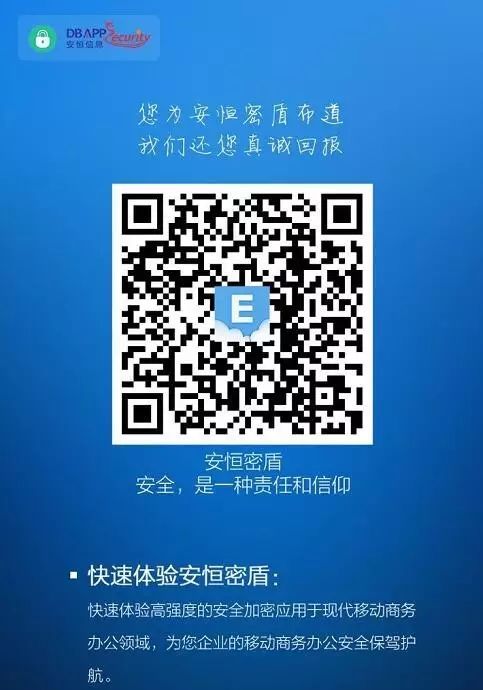 DBAPP Security
安恒信息
您为安恒密盾布道
我们还您真诚回报
E
安恒密盾
安全，是一种责任和信仰
快速体验安恒密盾：
快速体验高强度的安全加密应用于现代移动商务
办公领域，为您企业的移动商务办公安全保驾护
航。